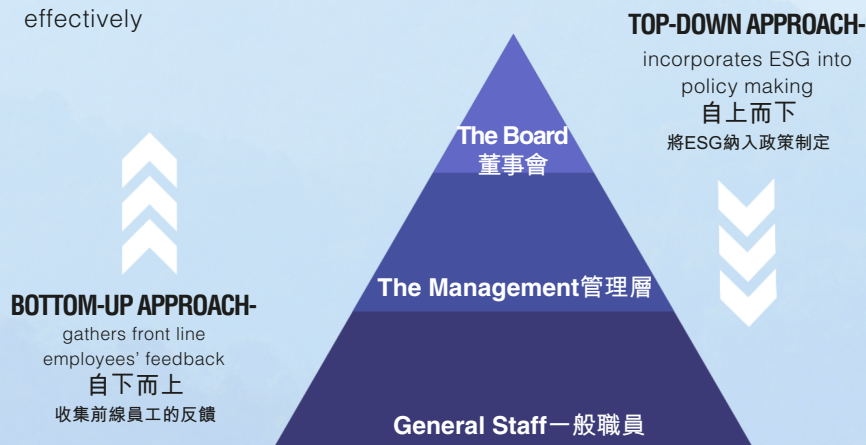 effectively
TOP-DOWN APPROACH-
incorporates ESG into
policy making
自上而下
將ESG納入政策制定
The Board
董事會
The Management管理層
BOTTOM-UP APPROACH-
gathers front line
employees’ feedback
自下而上
收集前線員工的反饋
General Staff一般職員